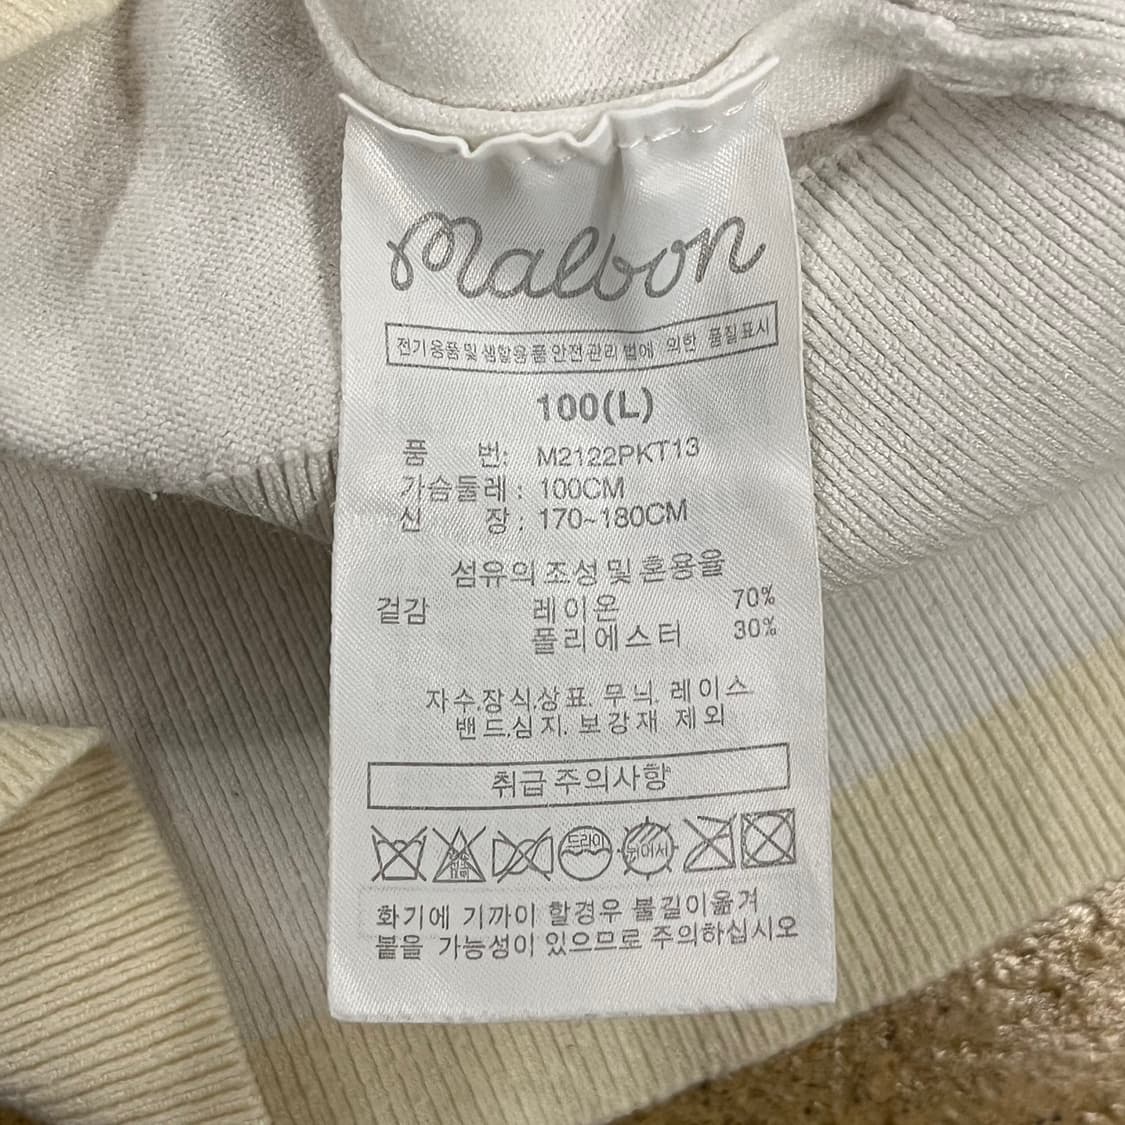 malbon
전기용품및생활용품안전관리법에 의한 품질표시
100(L)
품 번: M2122PKT13
가슴둘레: 100CM
신 장: 170~180CM
섬유의 조성 및 혼용율
겉감 레이온 70%
폴리에스터 30%
자수,장식,상표, 무늬, 레이스
밴드,심지, 보강재 제외
취급주의사항
드라이
뉘어서
화기에 가까이 할경우 불길이옮겨
붙을 가능성이 있으므로 주의하십시오